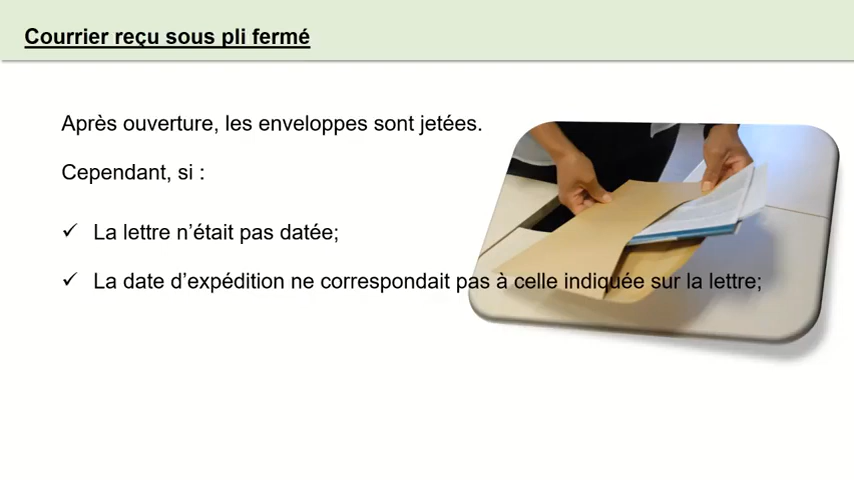 Courrier reçu sous pli fermé
Après ouverture, les enveloppes sont jetées.
Cependant, si :
✓ La lettre n’était pas datée;
✓ La date d’expédition ne correspondait pas à celle indiquée sur la lettre;